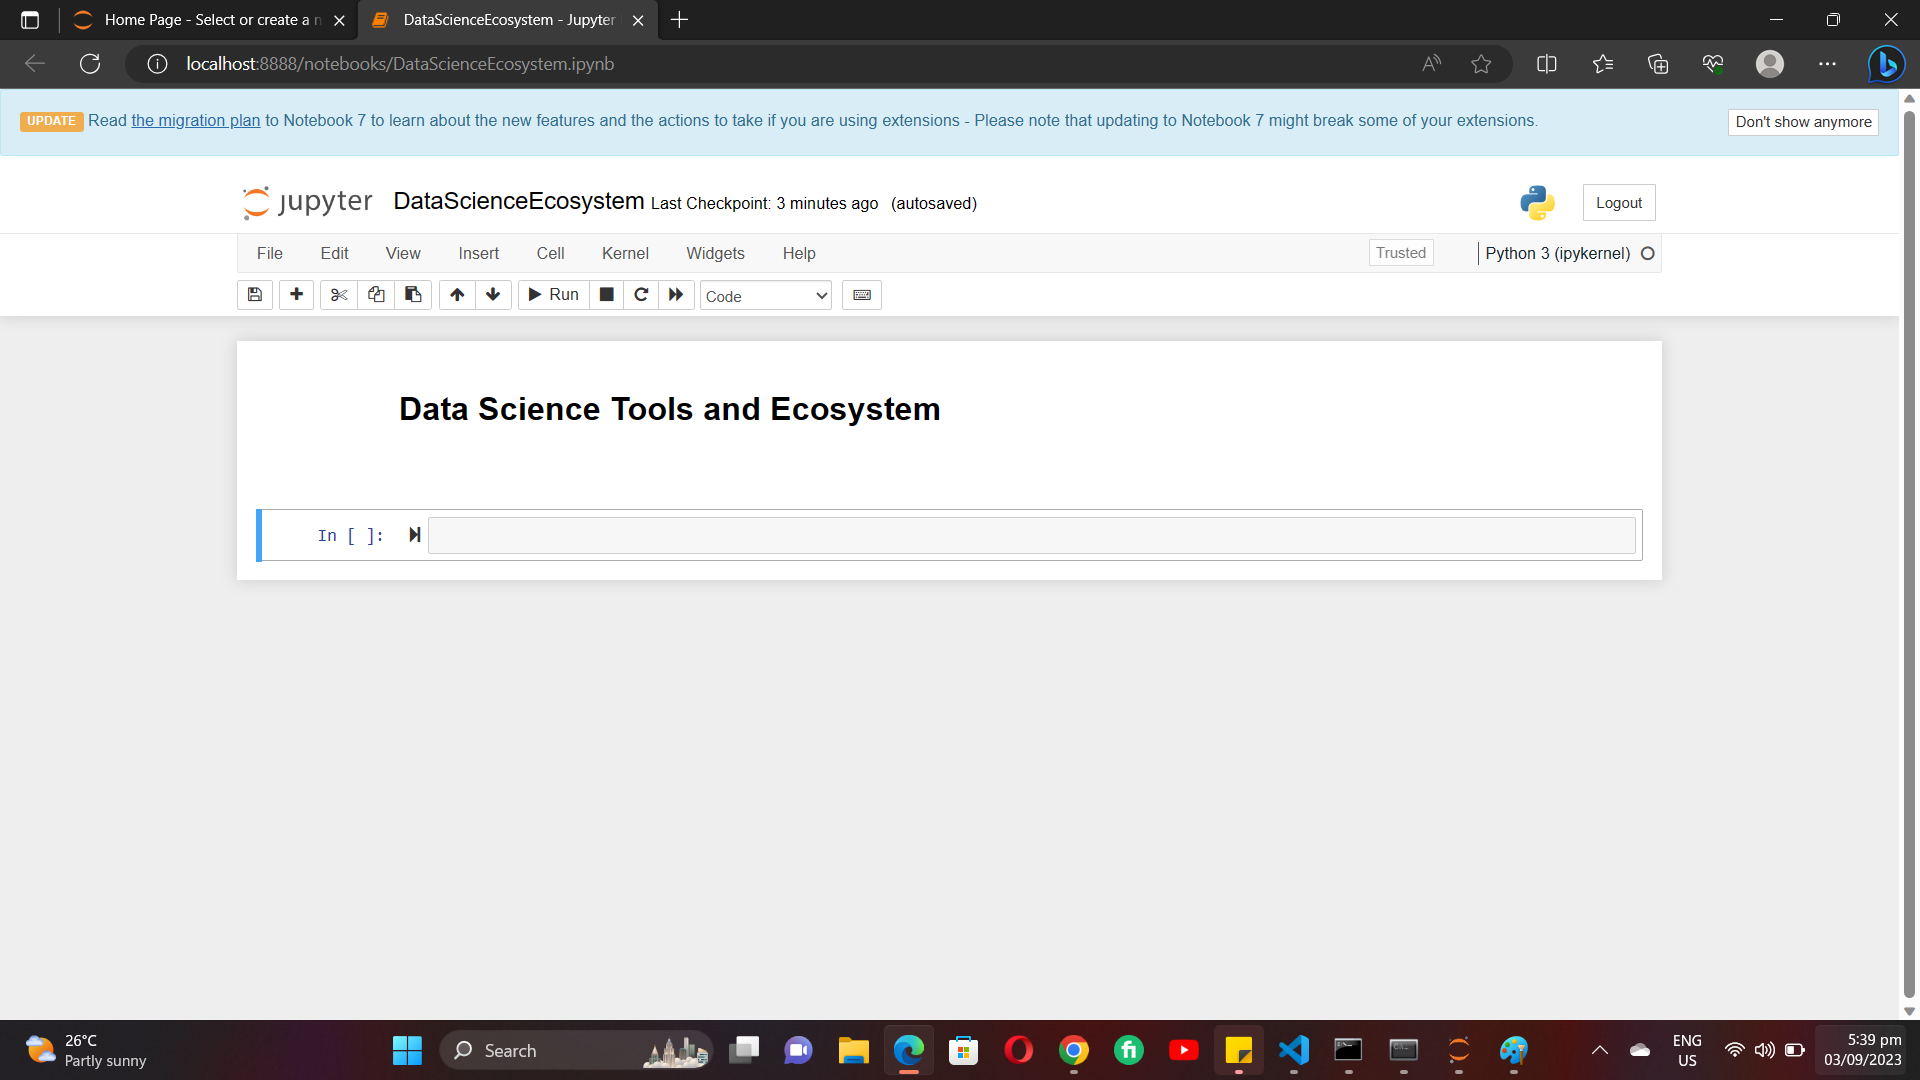 Home Page - Select or create a n
DataScienceEcosystem - Jupyter
localhost:8888/notebooks/DataScienceEcosystem.ipynb
UPDATE Read the migration plan to Notebook 7 to learn about the new features and the actions to take if you are using extensions - Please note that updating to Notebook 7 might break some of your extensions.
Don't show anymore
jupyter DataScienceEcosystem Last Checkpoint: 3 minutes ago (autosaved)
Logout
File Edit View Insert Cell Kernel Widgets Help
Trusted
Python 3 (ipykernel)
Run
Code
Data Science Tools and Ecosystem
In [ ]:
26°C
Partly sunny
Search
fi
ENG
US
5:39 pm
03/09/2023